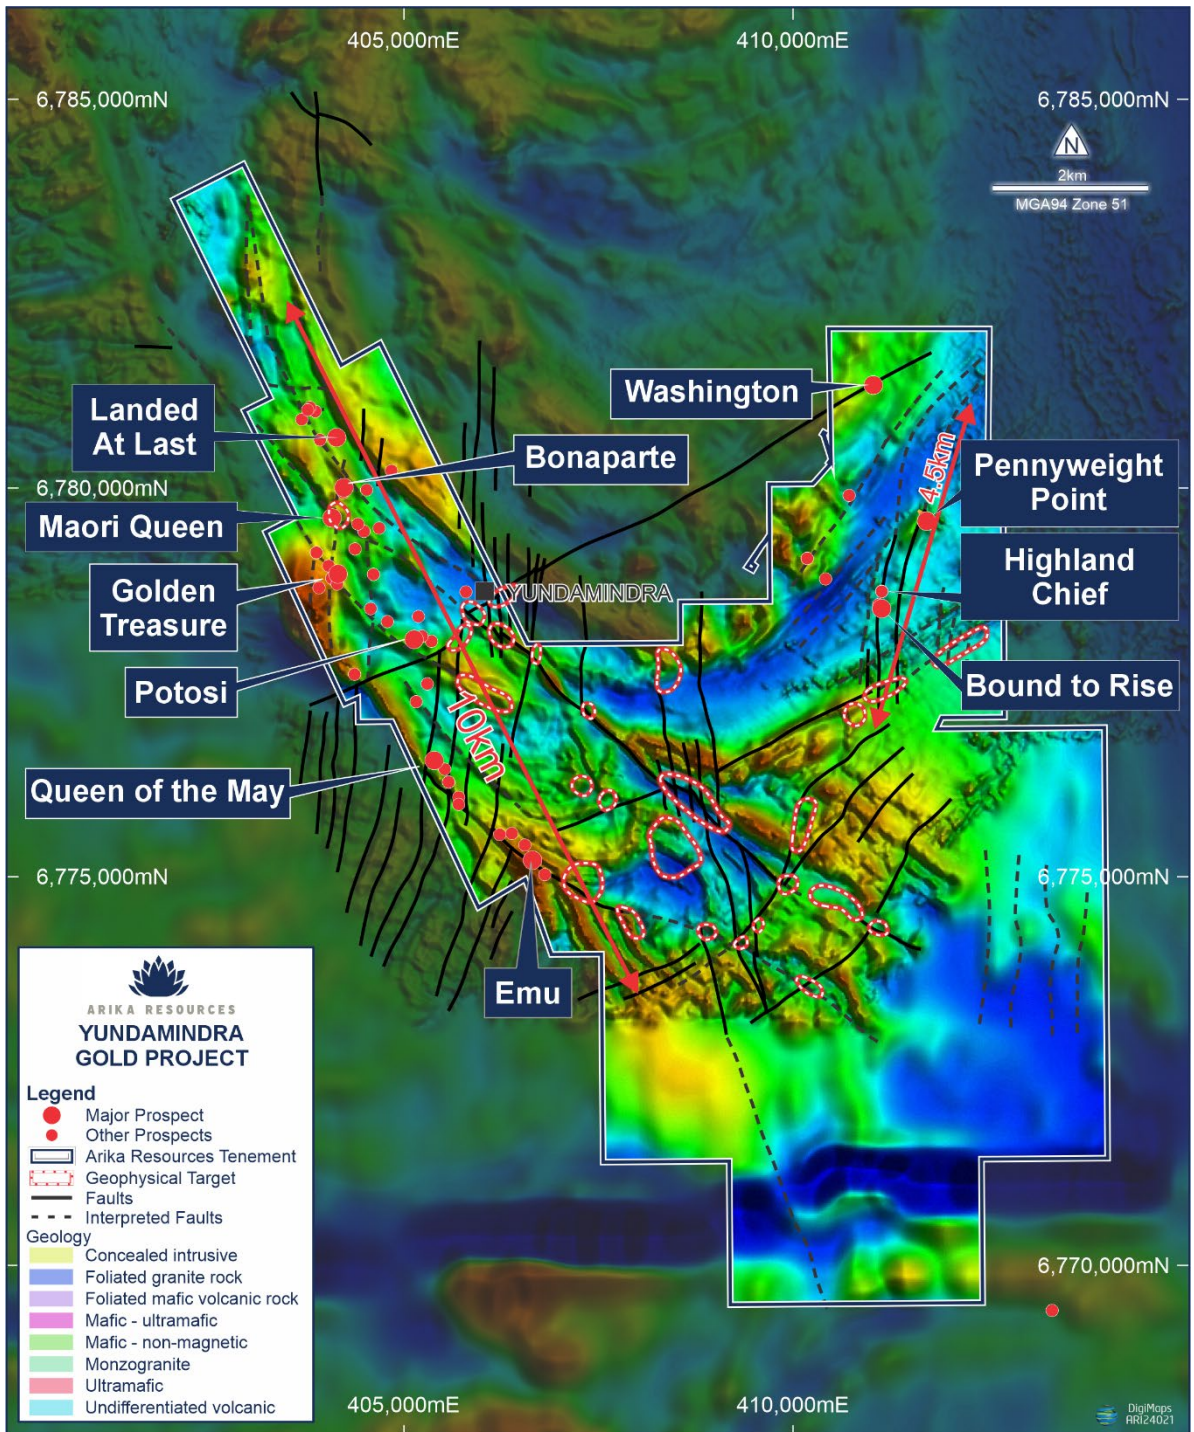 405,000mE
410,000mE
6,785,000mN
6,785,000mN
N
2km
MGA94 Zone 51
Landed
At Last
Washington
Bonaparte
4.5km
Pennyweight
Point
6,780,000mN
Maori Queen
Highland
Chief
Golden
Treasure
YUNDAMINDRA
Potosi
Bound to Rise
10km
Queen of the May
6,775,000mN
6,775,000mN
Emu
ARIKA RESOURCES
YUNDAMINDRA
GOLD PROJECT
Legend
Major Prospect
Other Prospects
Arika Resources Tenement
Geophysical Target
Faults
Interpreted Faults
Geology
Concealed intrusive
Foliated granite rock
Foliated mafic volcanic rock
Mafic - ultramafic
Mafic - non-magnetic
Monzogranite
Ultramafic
Undifferentiated volcanic
6,770,000mN
405,000mE
410,000mE
DigiMaps
ARI24021